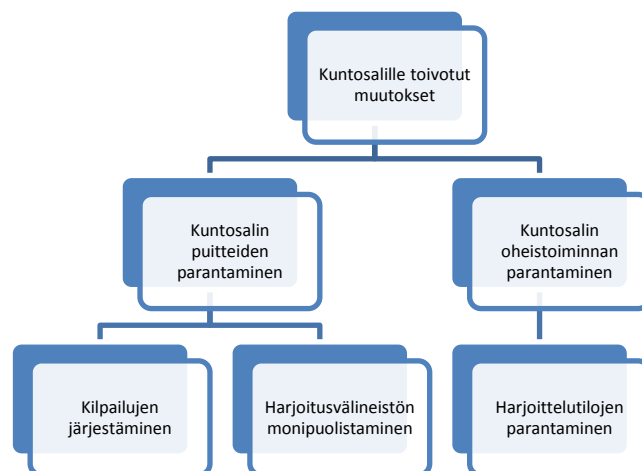 Kuntosalille toivotut
muutokset
Kuntosalin
puitteiden
parantaminen
Kuntosalin
oheistoiminnan
parantaminen
Kilpailujen
järjestäminen
Harjoitusvälineistön
monipuolistaminen
Harjoittelutilojen
parantaminen